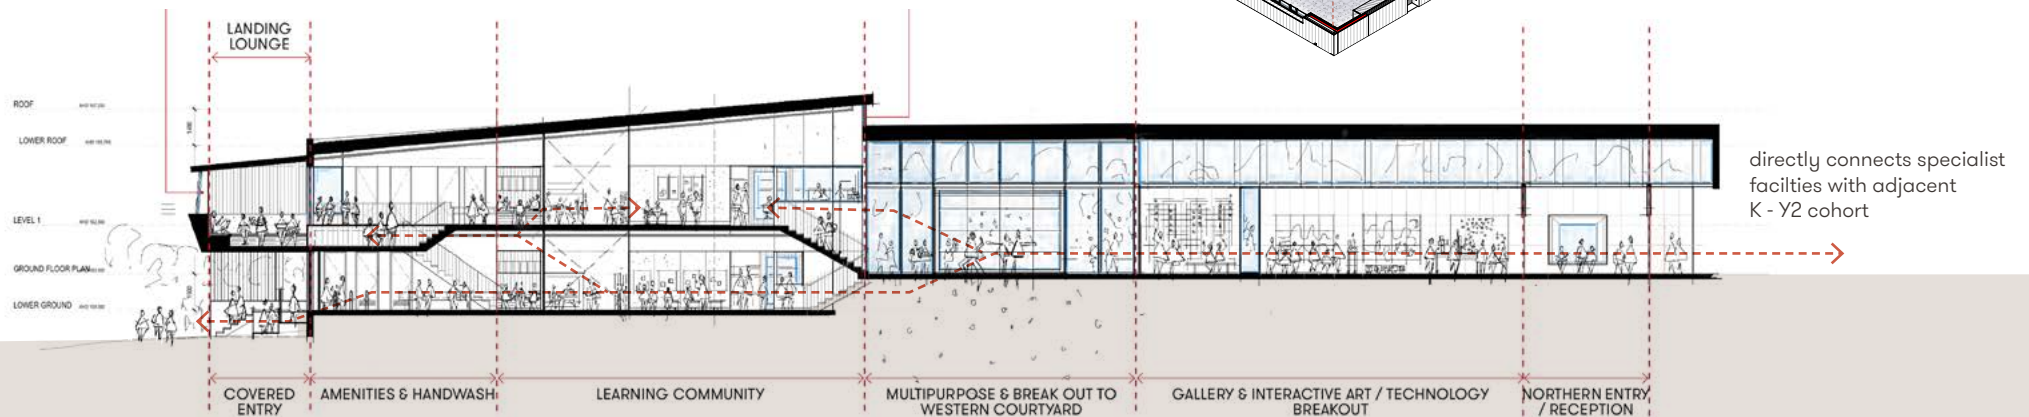 LANDING
LOUNGE
ROOF
LOWER ROOF
LEVEL 1
GROUND FLOOR PLAN
LOWER GROUND
directly connects specialist
facilties with adjacent
K - Y2 cohort
COVERED
ENTRY
AMENITIES & HANDWASH
LEARNING COMMUNITY
MULTIPURPOSE & BREAK OUT TO
WESTERN COURTYARD
GALLERY & INTERACTIVE ART / TECHNOLOGY
BREAKOUT
NORTHERN ENTRY
/ RECEPTION